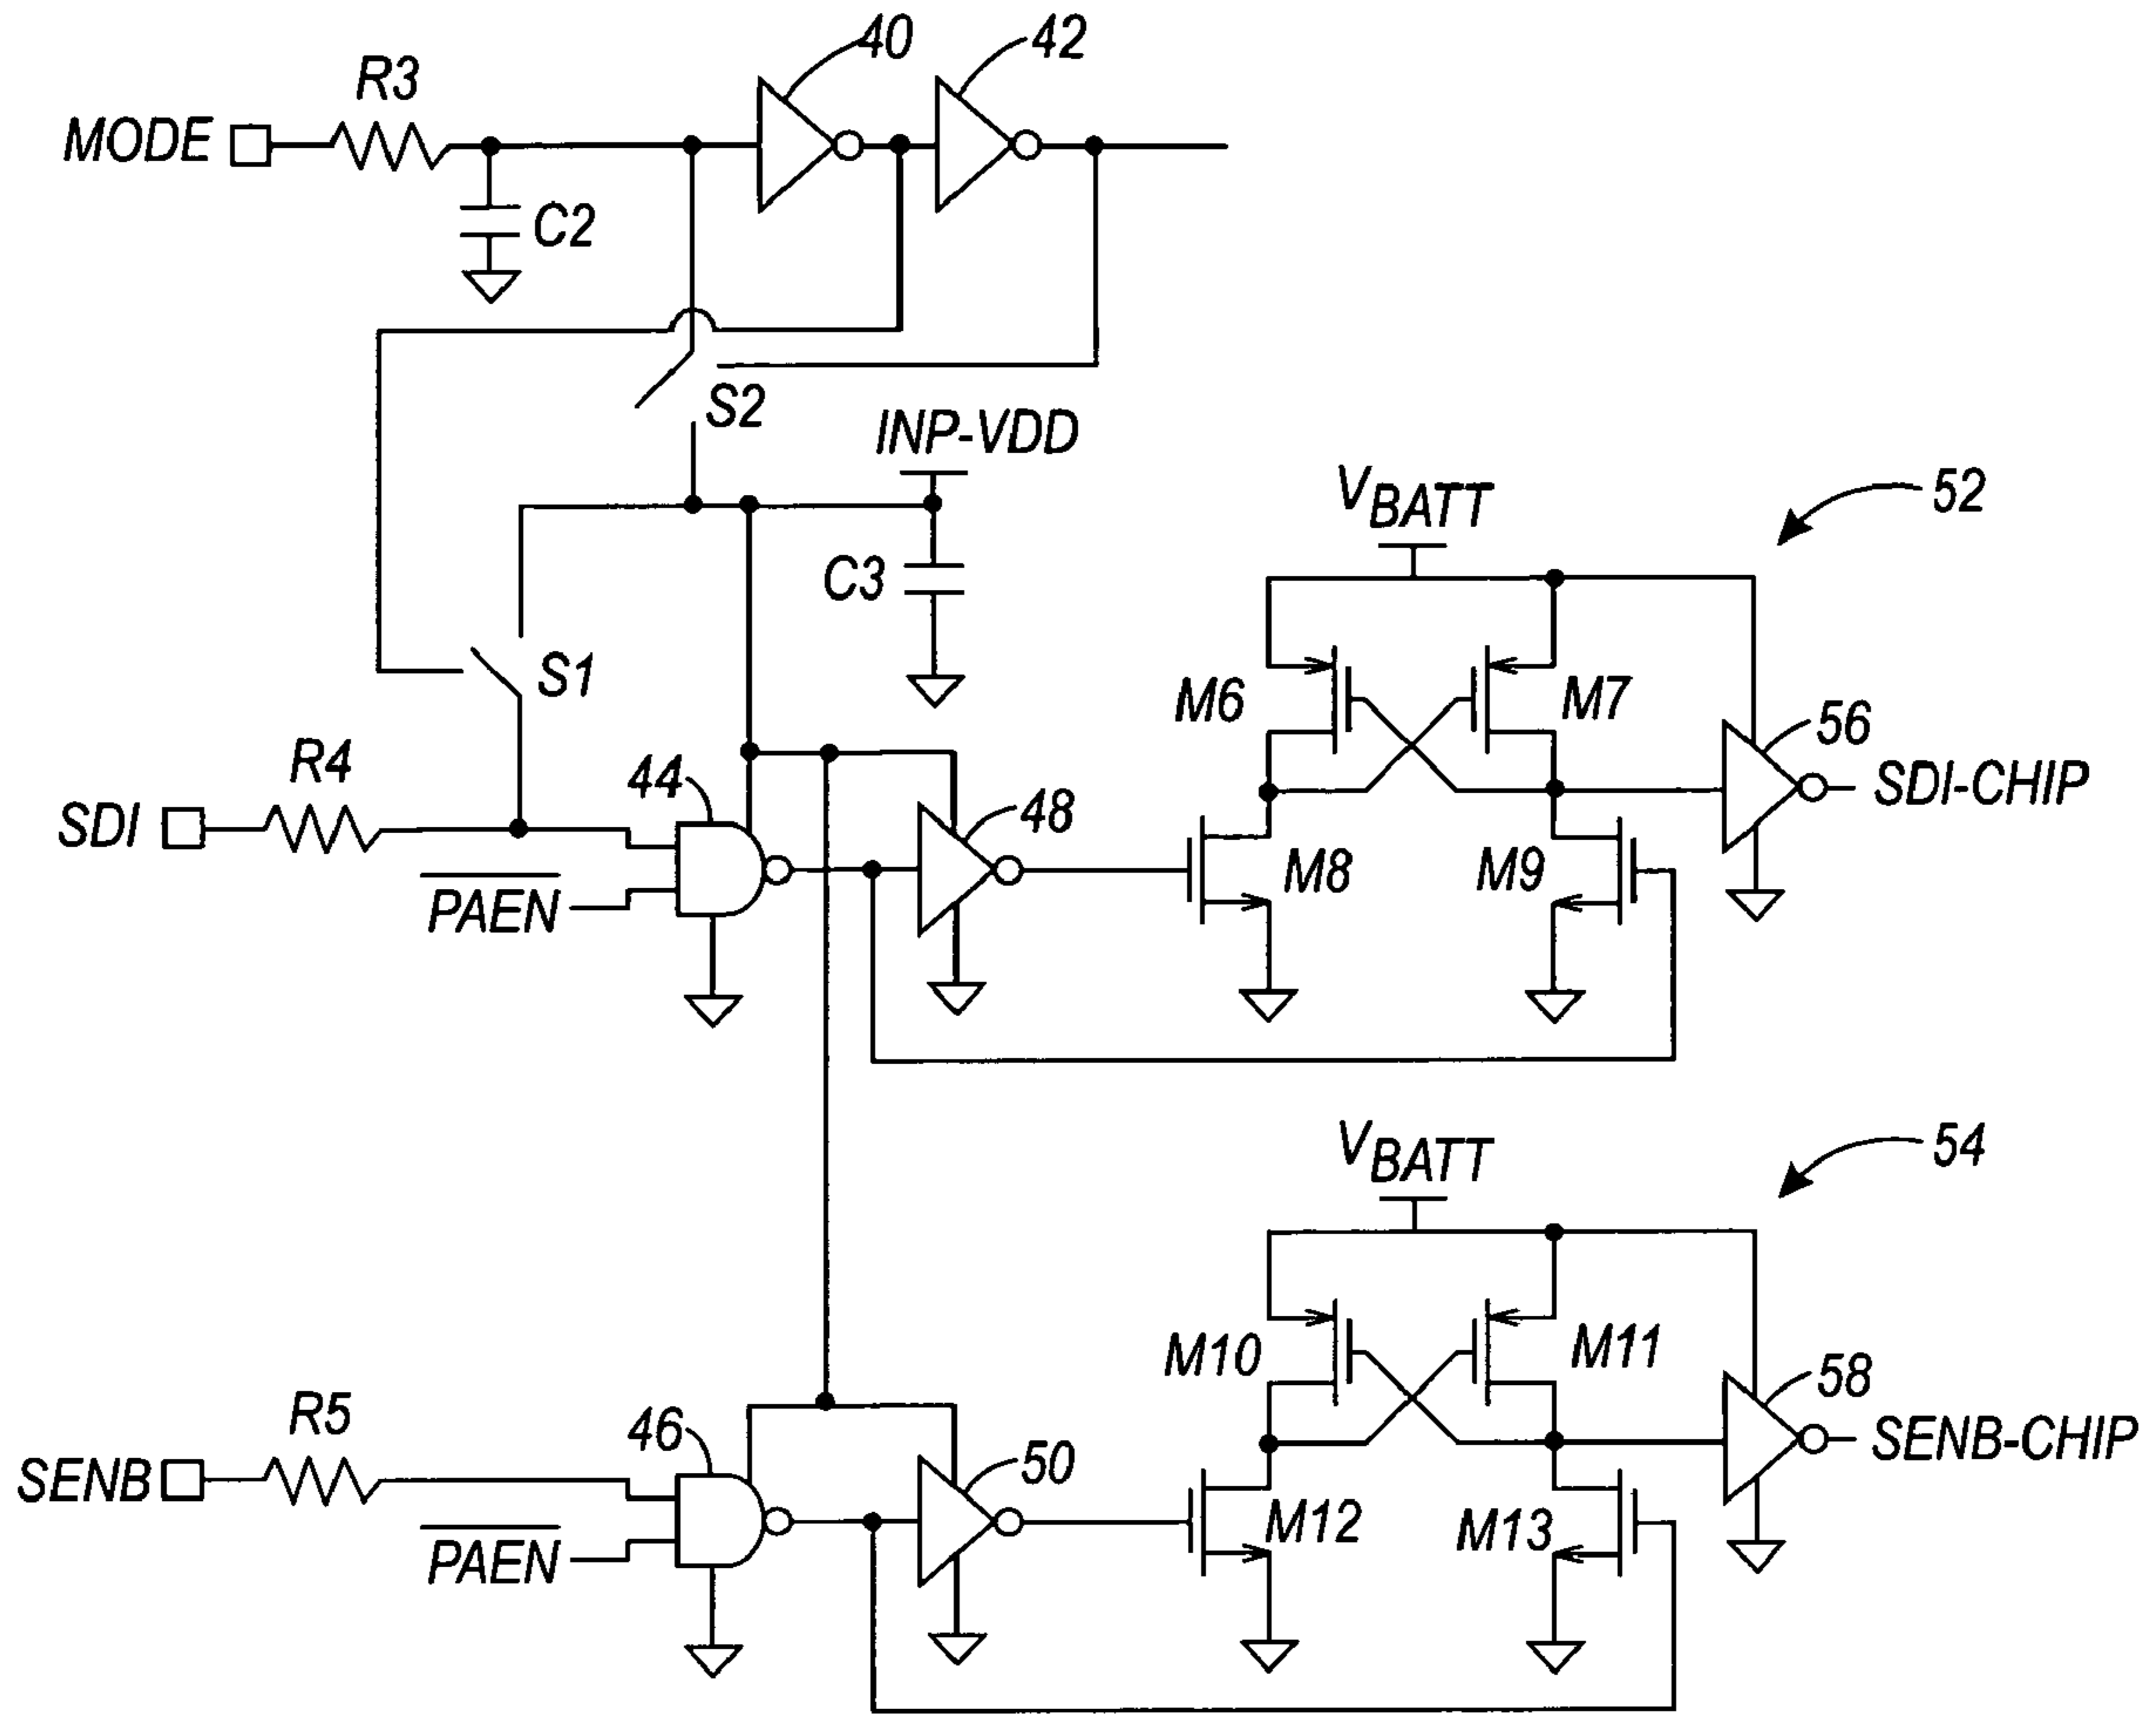 40
42
R3
MODE
C2
S2
INP-VDD
VBATT
52
C3
S1
M6
M7
56
R4
44
SDI-CHIP
SDI
48
M8
M9
PAEN
VBATT
54
M10
M11
58
R5
46
SENB-CHIP
50
SENB
M12
M13
PAEN